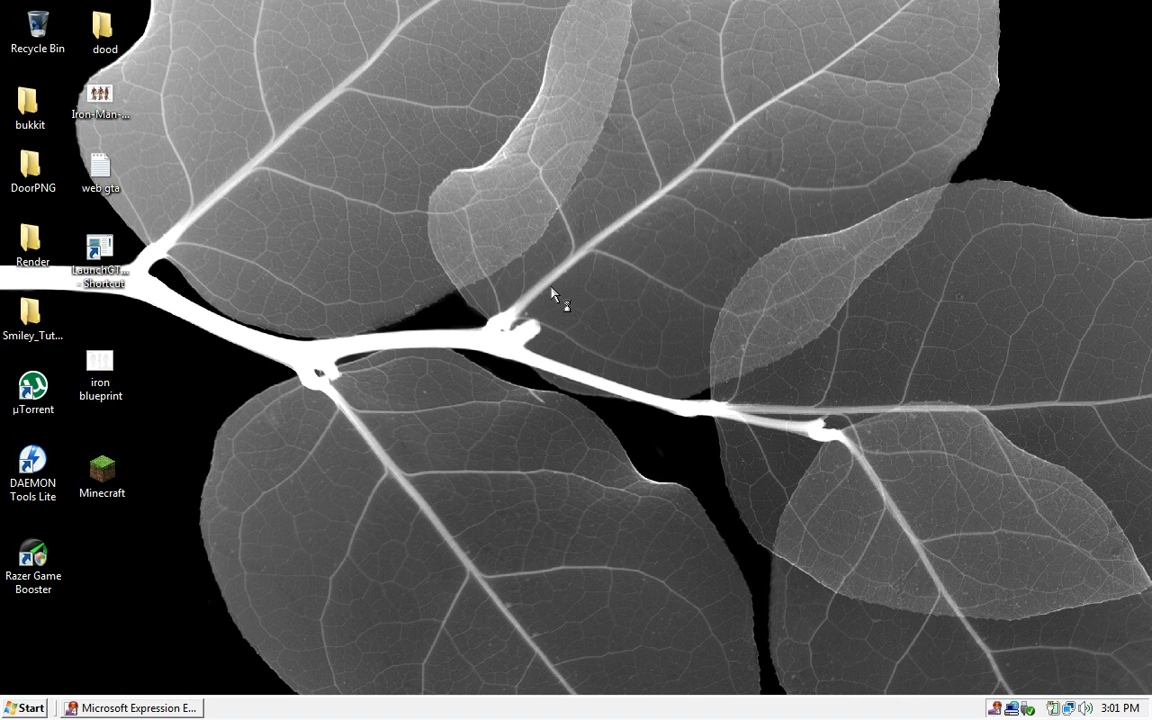 Recycle Bin
dood
bukkit
Iron-Man-...
DoorPNG
web gta
Render
LaunchGT...
- Shortcut
Smiley_Tut...
iron
blueprint
µTorrent
DAEMON
Tools Lite
Minecraft
Razer Game
Booster
Start
Microsoft Expression E...
3:01 PM